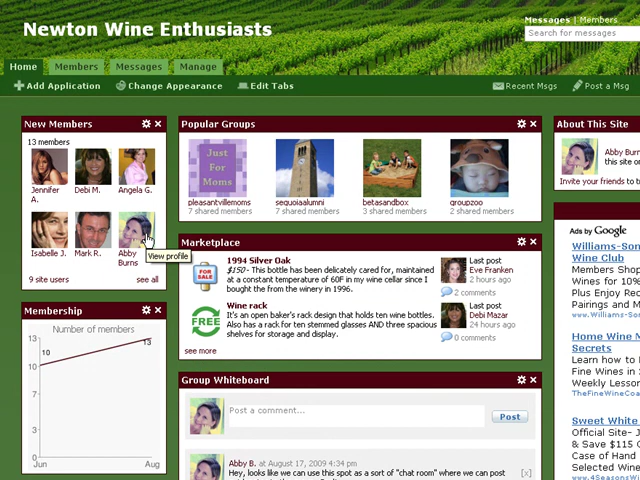 Newton Wine Enthusiasts
Messages | Members
Search for messages
Home Members Messages Manage
Add Application Change Appearance Edit Tabs Recent Msgs Post a Msg
New Members
13 members
Jennifer A.
Debi M.
Angela G.
Isabelle J.
Mark R.
Abby Burns
View profile
9 site users see all
Membership
Number of members
13
10
7
3
0
10
13
Jun Aug
Popular Groups
Just For Moms
pleasantvillemoms
7 shared members
sequoiaalumni
7 shared members
betasandbox
3 shared members
groupzoo
2 shared members
Marketplace
FOR SALE
1994 Silver Oak
$150 - This bottle has been delicately cared for, maintained
at a constant temperature of 60F in my wine cellar since I
bought the from the winery in 1996.
Last post
Eve Franken
2 hours ago
2 comments
FREE
Wine rack
It's an open baker's rack design that holds ten wine bottles.
Also has a rack for ten stemmed glasses AND three spacious
shelves for storage and display.
Last post
Debi Mazar
24 hours ago
0 comments
see more
Group Whiteboard
Post a comment...
Post
Abby B. at August 17, 2009 4:34 pm
Hey, looks like we can use this spot as a sort of "chat room" where we can post
[x]
About This Site
Abby Burn
this site o
Invite your friends to
Ads by Google
Williams-Son
Wine Club
Members Shop
Wines for 10%
Plus Enjoy Rec
Pairings and M
www.Williams-Son
Home Wine M
Secrets
Learn how to
Fine Wines in
Weekly Lesson
TheFineWineCoa
Sweet White
Official Site- J
& Save $115 C
Case of Hand
Selected Wine
www.4SeasonsWi